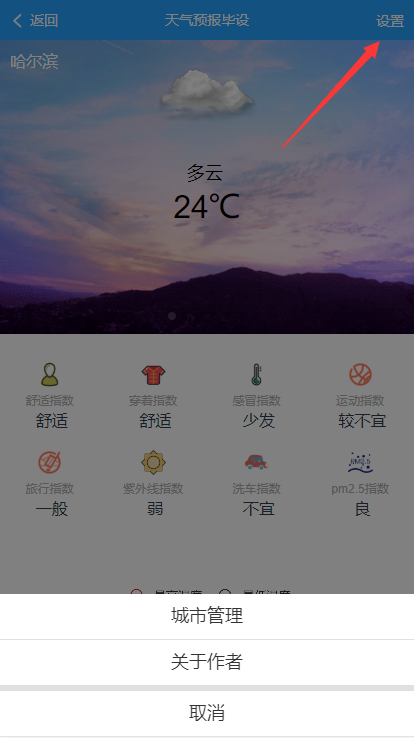 返回 天气预报毕设 设置
哈尔滨
多云
24℃
舒适指数 穿着指数 感冒指数 运动指数
舒适 舒适 少发 较不宜
PM2.5
旅行指数 紫外线指数 洗车指数 pm2.5指数
一般 弱 不宜 良
城市管理
关于作者
取消